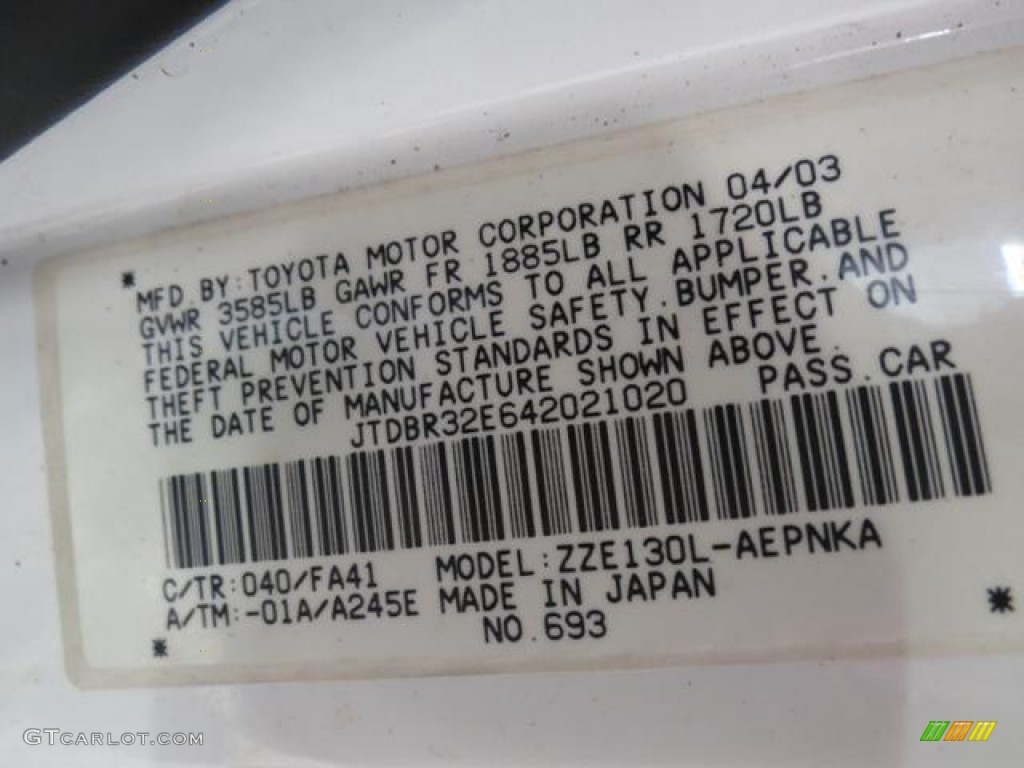 MFD.BY:TOYOTA MOTOR CORPORATION 04/03
GVWR 3585LB GAWR FR 1885LB RR 1720LB
THIS VEHICLE CONFORMS TO ALL APPLICABLE
FEDERAL MOTOR VEHICLE SAFETY.BUMPER.AND
THEFT PREVENTION STANDARDS IN EFFECT ON
THE DATE OF MANUFACTURE SHOWN ABOVE.
JTDBR32E642021020 PASS.CAR
C/TR:040/FA41 MODEL:ZZE130L-AEPNKA
A/TM:-01A/A245E MADE IN JAPAN
NO.693
GTCARLOT.COM